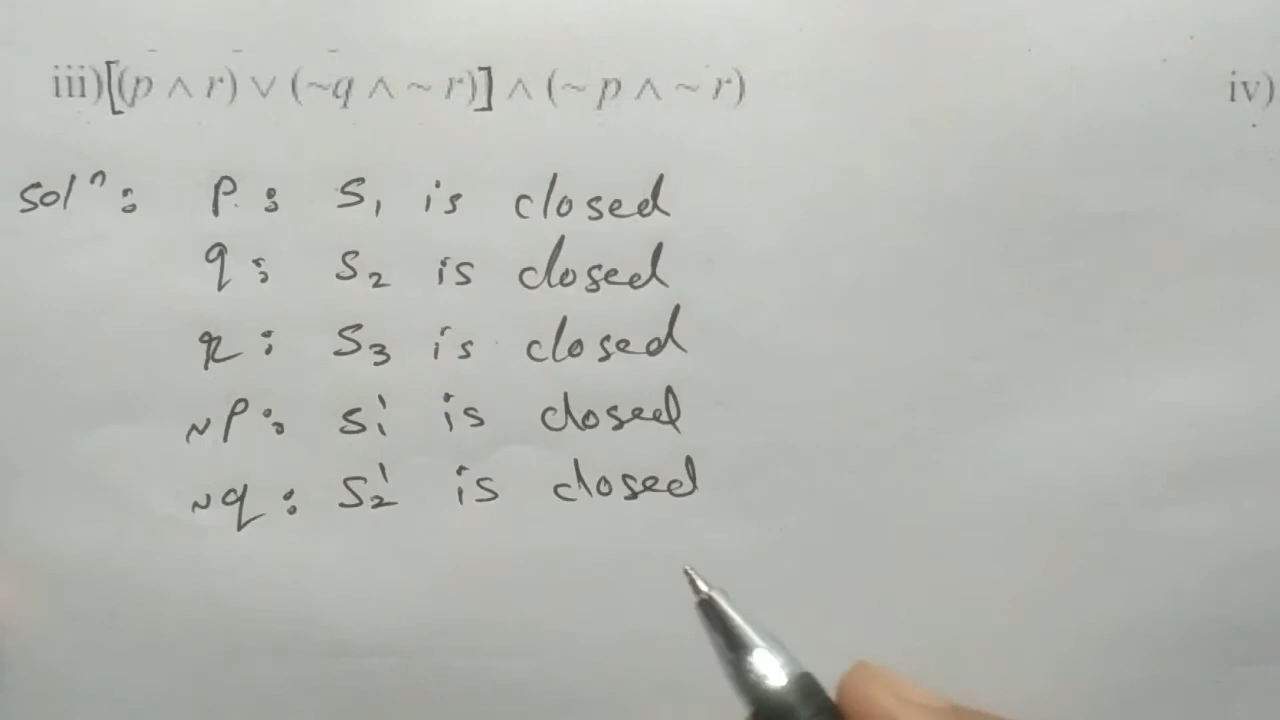 iii)[(p ∧ r) ∨ (~q ∧ ~ r)] ∧ (~ p ∧ ~ r)
iv)
Solⁿ: P: S₁ is closed
q: S₂ is closed
r: S₃ is closed
~P: S₁' is closed
~q: S₂' is closed